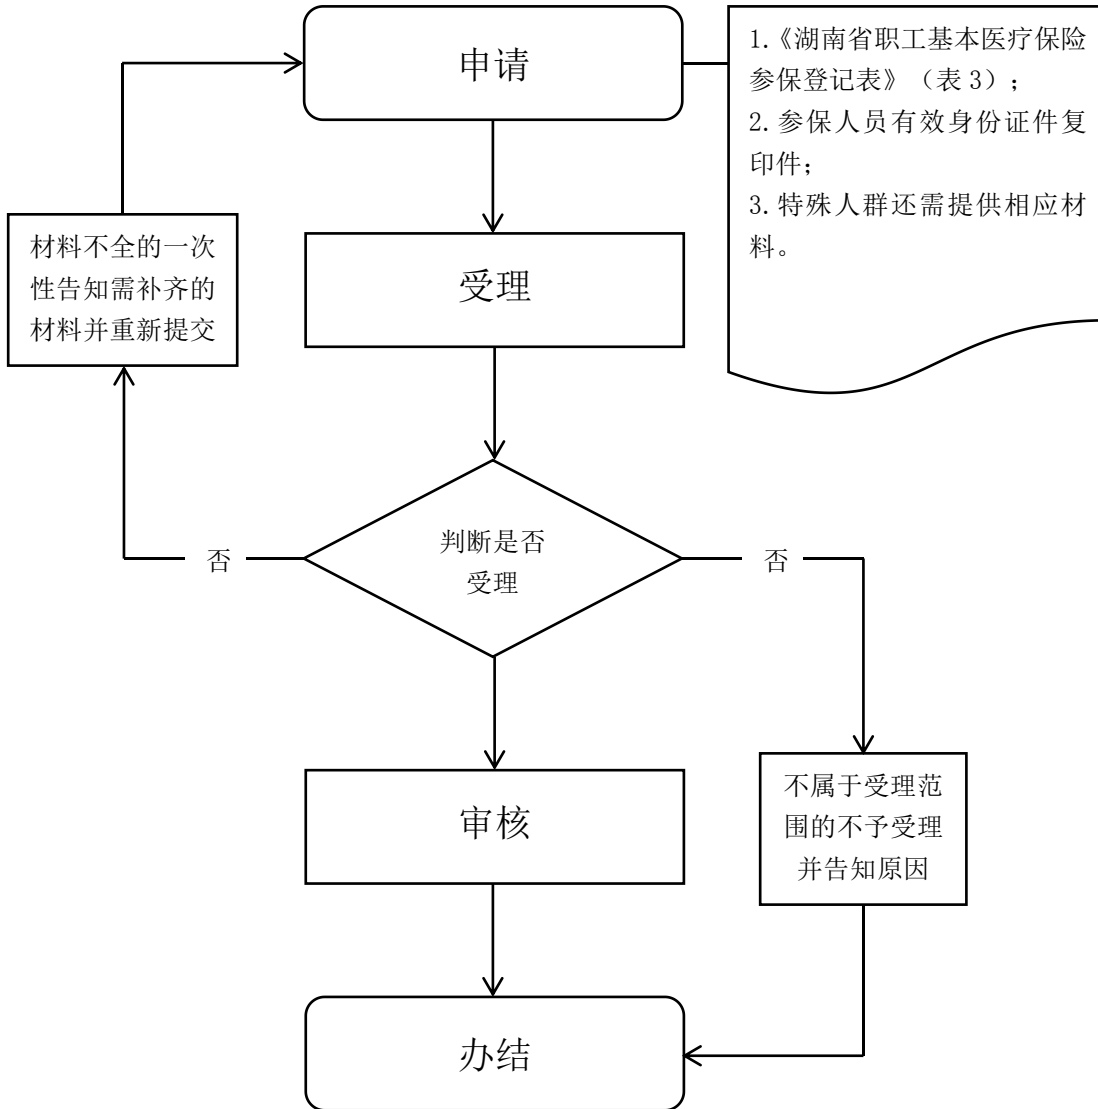 申请
1.《湖南省职工基本医疗保险
参保登记表》（表 3）；
2.参保人员有效身份证件复
印件；
3.特殊人群还需提供相应材
料。
材料不全的一次
性告知需补齐的
材料并重新提交
受理
判断是否
受理
否
否
审核
不属于受理范
围的不予受理
并告知原因
办结